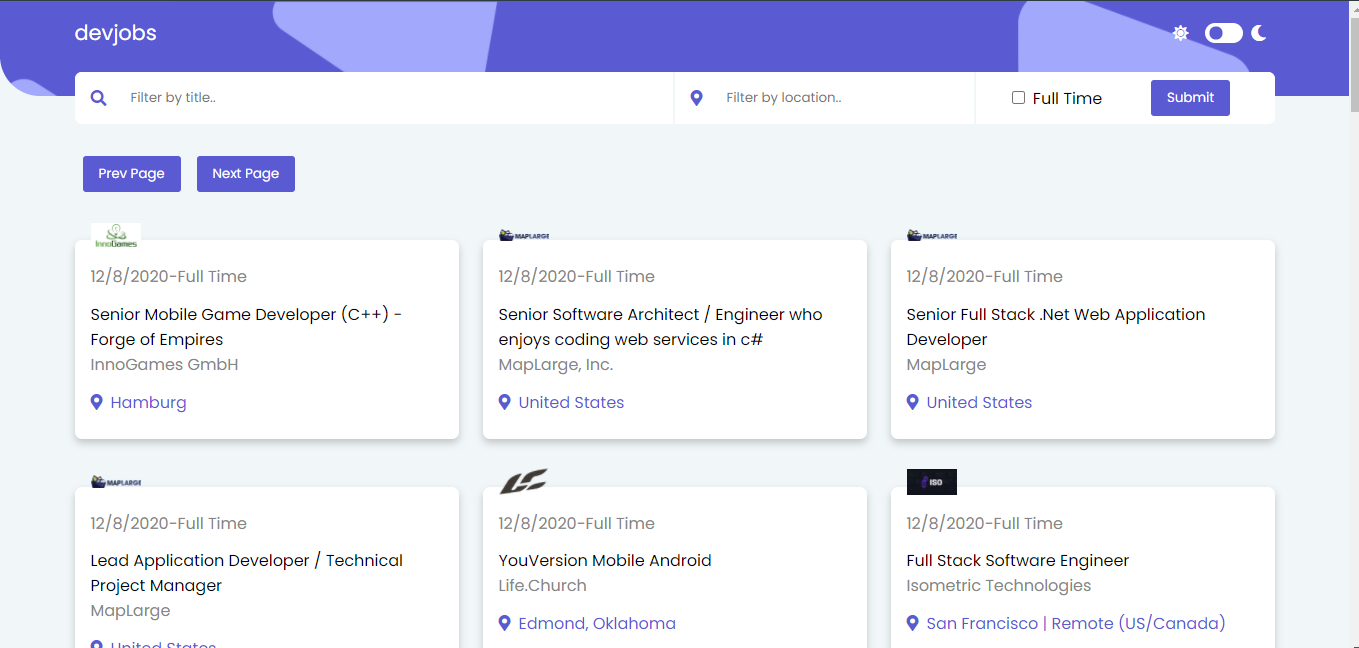 devjobs
Filter by title..
Filter by location..
Full Time
Submit
Prev Page
Next Page
InnoGames
MAPLARGE
MAPLARGE
12/8/2020-Full Time
12/8/2020-Full Time
12/8/2020-Full Time
Senior Mobile Game Developer (C++) -
Forge of Empires
InnoGames GmbH
Hamburg
Senior Software Architect / Engineer who
enjoys coding web services in c#
MapLarge, Inc.
United States
Senior Full Stack .Net Web Application
Developer
MapLarge
United States
MAPLARGE
ISO
12/8/2020-Full Time
12/8/2020-Full Time
12/8/2020-Full Time
Lead Application Developer / Technical
Project Manager
MapLarge
United States
YouVersion Mobile Android
Life.Church
Edmond, Oklahoma
Full Stack Software Engineer
Isometric Technologies
San Francisco | Remote (US/Canada)